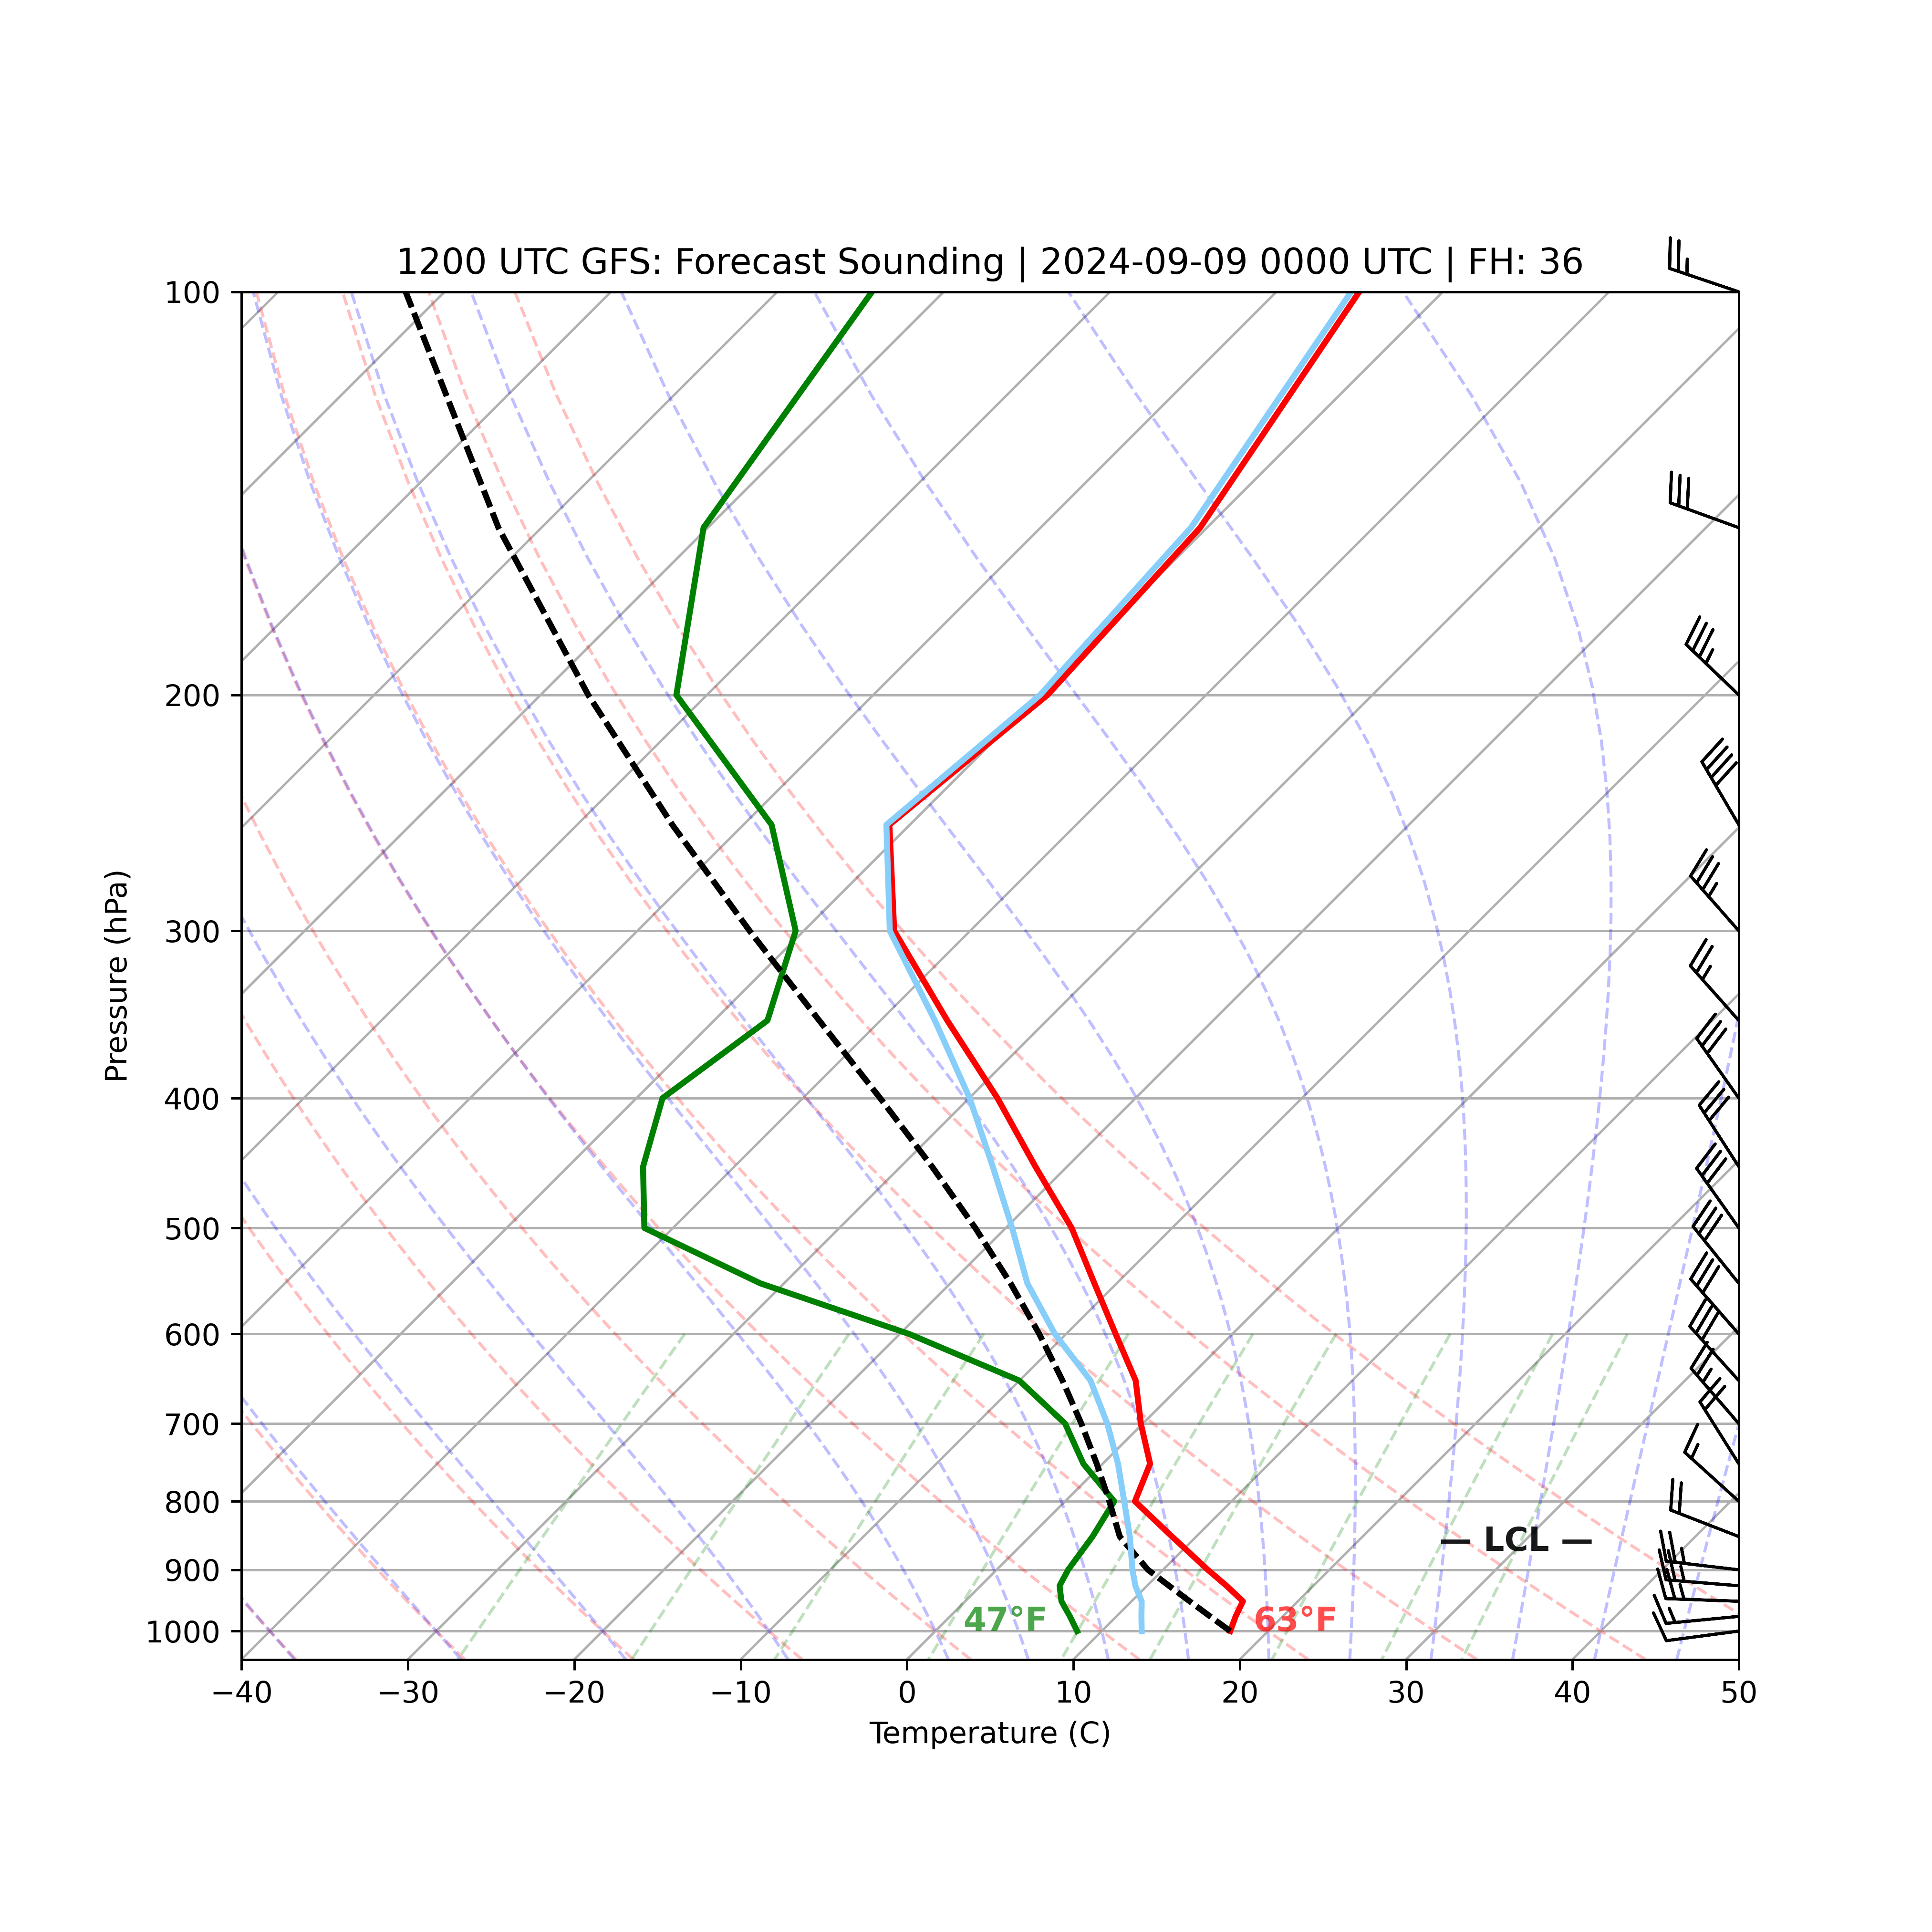 1200 UTC GFS: Forecast Sounding | 2024-09-09 0000 UTC | FH: 36
100
200
300
400
500
600
700
800
900
1000
Pressure (hPa)
— LCL —
47°F
63°F
−40 −30 −20 −10 0 10 20 30 40 50
Temperature (C)